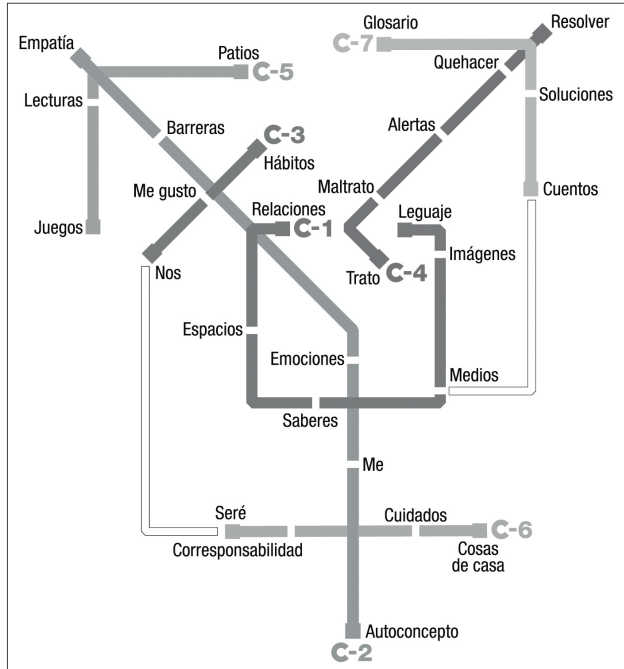 Glosario
Resolver
C-7
Empatía
Patios
Quehacer
C-5
Lecturas
Soluciones
Barreras
Alertas
C-3
Hábitos
Me gusto
Maltrato
Cuentos
Relaciones
Leguaje
Juegos
C-1
Imágenes
Nos
Trato
C-4
Espacios
Emociones
Medios
Saberes
Me
Seré
Cuidados
C-6
Corresponsabilidad
Cosas
de casa
Autoconcepto
C-2